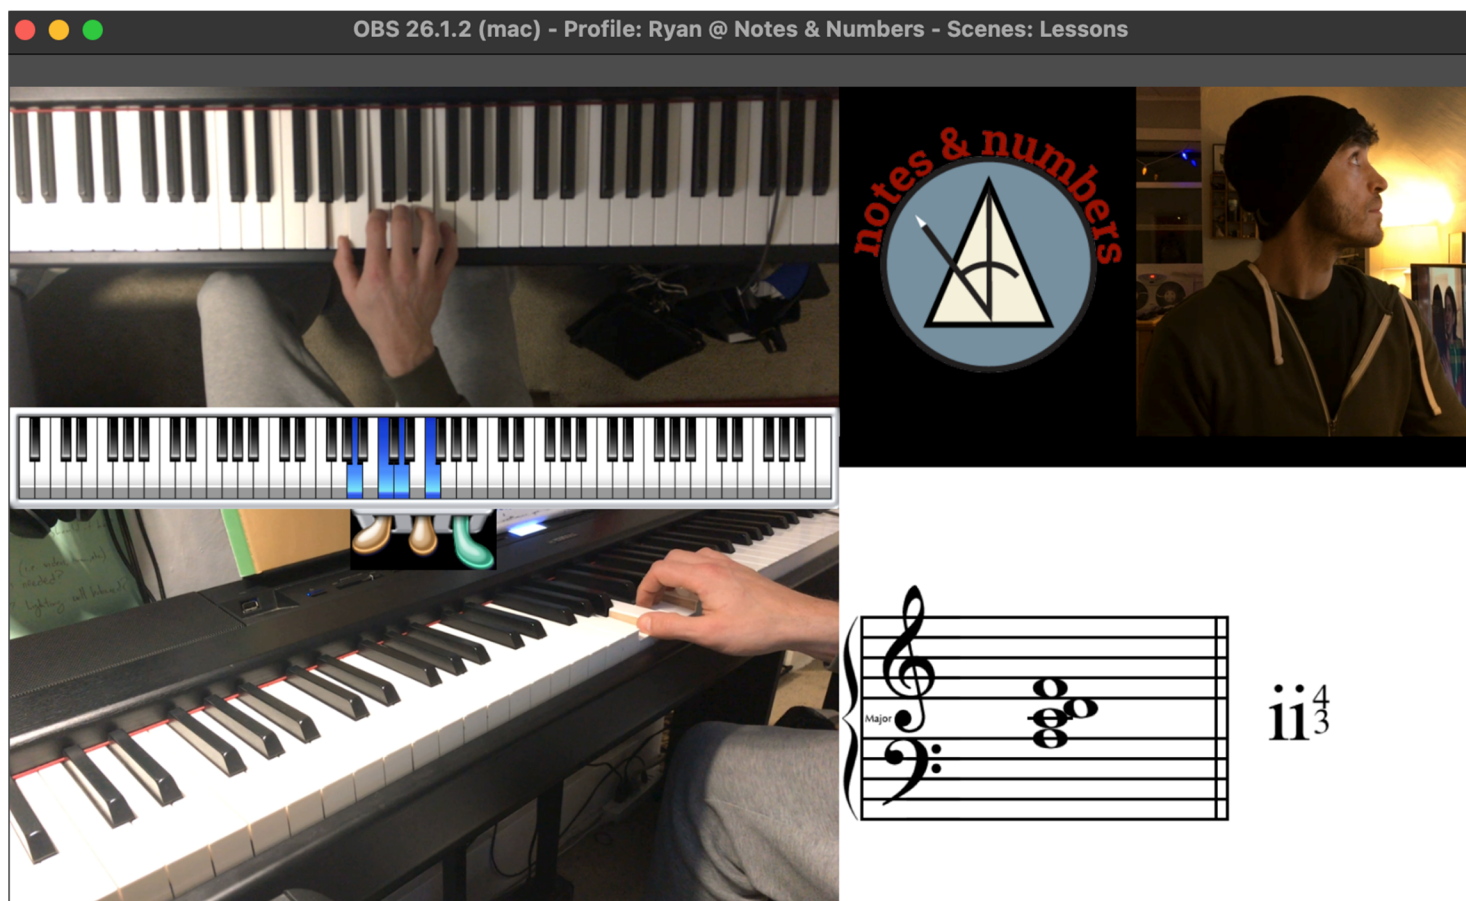 OBS 26.1.2 (mac) - Profile: Ryan @ Notes & Numbers - Scenes: Lessons
notes & numbers
Major
ii43